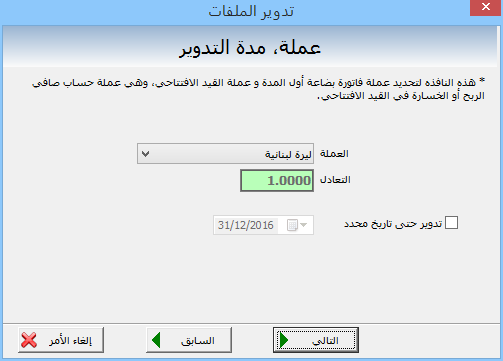 تدوير الملفات
عملة، مدة التدوير
* هذه النافذه لتحديد عملة فاتورة بضاعة أول المدة و عملة القيد الافتتاحي، وهي عملة حساب صافي
الربح أو الخسارة في القيد الافتتاحي.
العملة ليرة لبنانية
التعادل 1.0000
تدوير حتى تاريخ محدد 31/12/2016
التالي السابق إلغاء الأمر